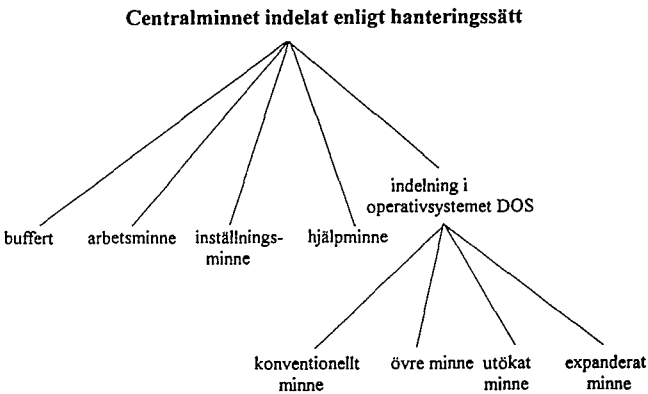 Centralminnet indelat enligt hanteringssätt
indelning i
operativsystemet DOS
buffert arbetsminne inställnings- hjälpminne
minne
konventionellt övre minne utökat expanderat
minne minne minne